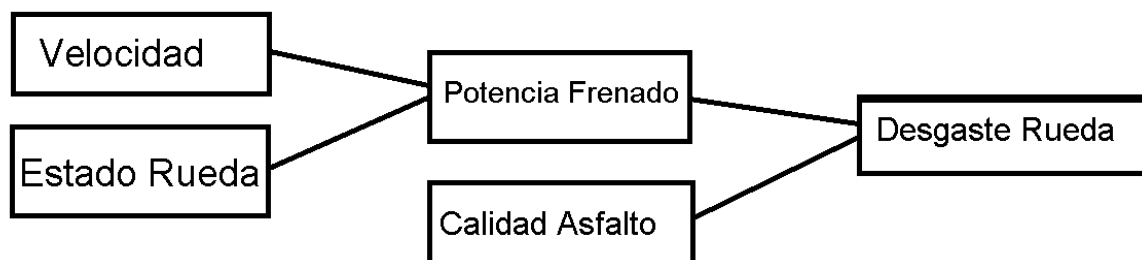 Velocidad
Estado Rueda
Potencia Frenado
Calidad Asfalto
Desgaste Rueda